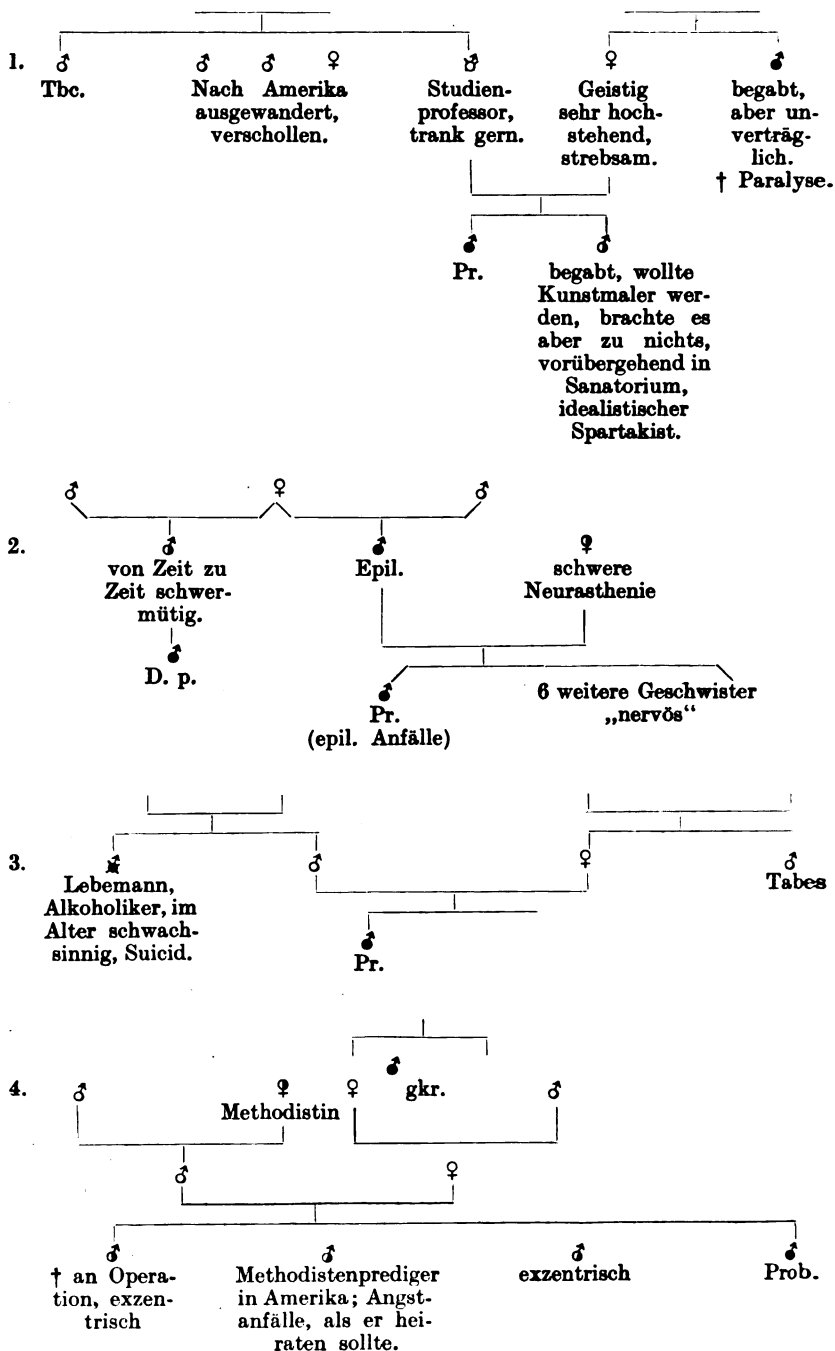 1. ♂ ♂ ♂ ♀ ♂ ♀ ♂
Tbc.
Nach Amerika
ausgewandert,
verschollen.
Studien-
professor,
trank gern.
Geistig
sehr hoch-
stehend,
strebsam.
begabt,
aber un-
verträg-
lich.
† Paralyse.
Pr.
begabt, wollte
Kunstmaler wer-
den, brachte es
aber zu nichts,
vorübergehend in
Sanatorium,
idealistischer
Spartakist.
2.
von Zeit zu
Zeit schwer-
mütig.
Epil.
schwere
Neurasthenie
D. p.
Pr.
(epil. Anfälle)
6 weitere Geschwister
„nervös“
3.
Lebemann,
Alkoholiker, im
Alter schwach-
sinnig, Suicid.
Tabes
Pr.
4.
Methodistin
gkr.
† an Opera-
tion, exzen-
trisch
Methodistenprediger
in Amerika; Angst-
anfälle, als er hei-
raten sollte.
exzentrisch
Prob.